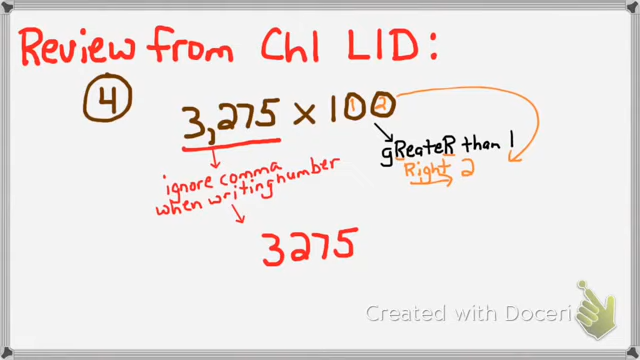 Review from Ch1 L1D:
4
3,275 × 100
1 2
greateR than 1
Right 2
ignore comma
when writing number
3275
Created with Doceri